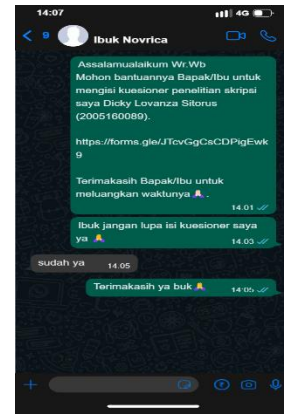 14:07
4G
9
Ibuk Novrica
Assalamualaikum Wr.Wb
Mohon bantuannya Bapak/Ibu untuk
mengisi kuesioner penelitian skripsi
saya Dicky Lovanza Sitorus
(2005160089).
https://forms.gle/JTcvGgCsCDPigEwk
9
Terimakasih Bapak/Ibu untuk
meluangkan waktunya 🙏.
14.01
Ibuk jangan lupa isi kuesioner saya
ya 🙏
14.03
sudah ya
14.05
Terimakasih ya buk🙏
14.05